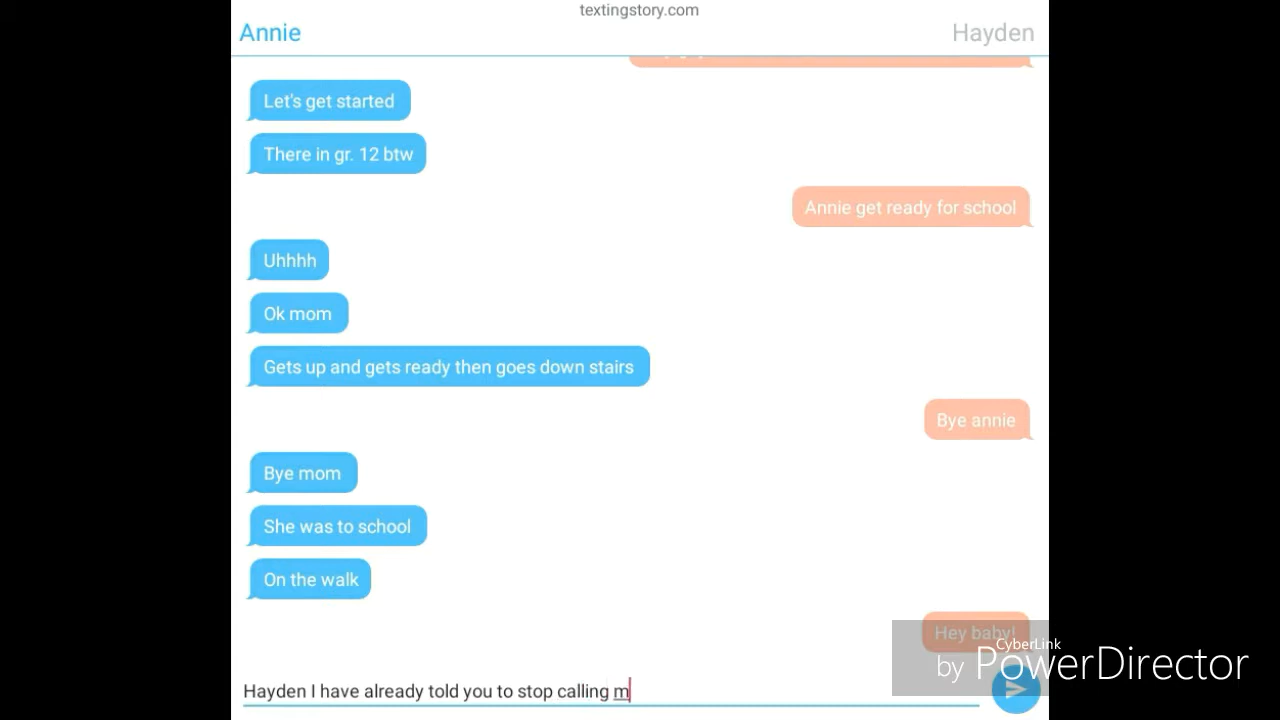 textingstory.com
Annie
Hayden
Let's get started
There in gr. 12 btw
Annie get ready for school
Uhhhh
Ok mom
Gets up and gets ready then goes down stairs
Bye annie
Bye mom
She was to school
On the walk
Hey baby!
CyberLink
by PowerDirector
Hayden I have already told you to stop calling m